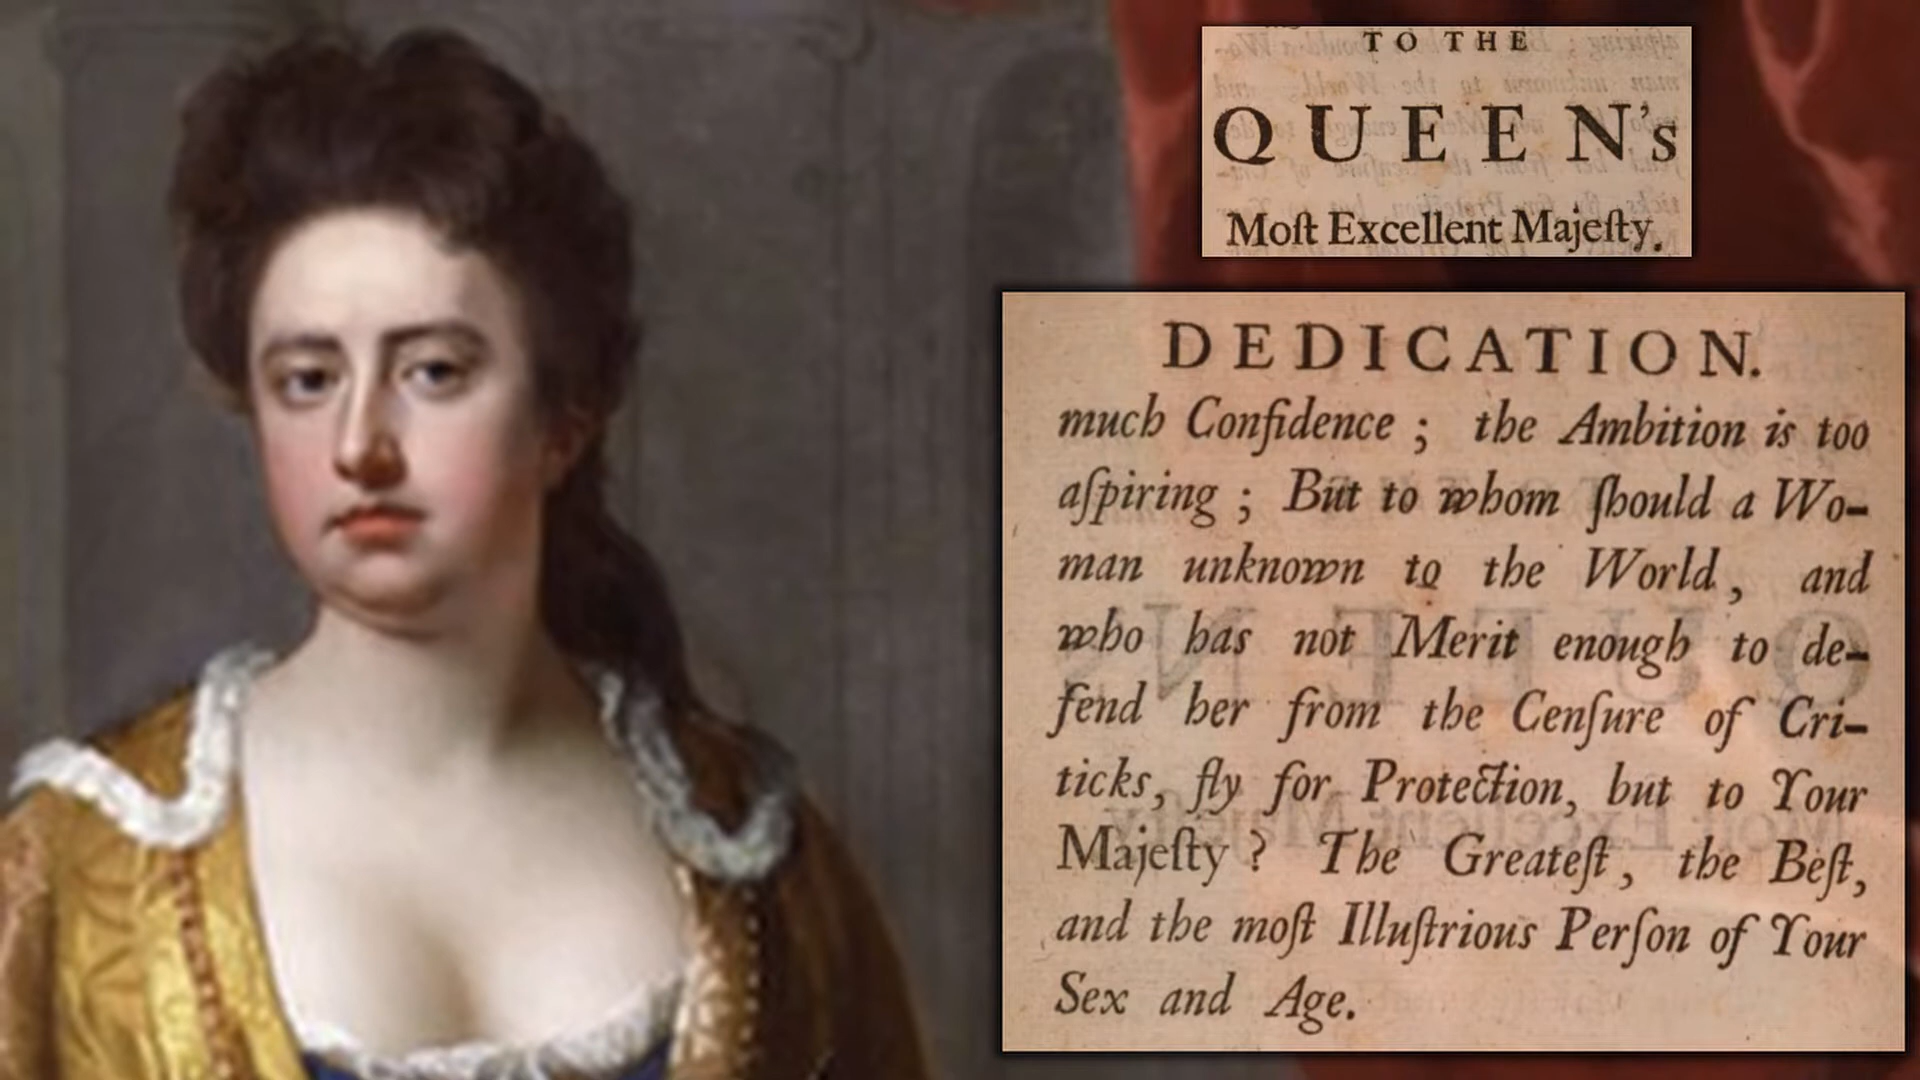 TO THE
QUEEN's
Moſt Excellent Majeſty.
DEDICATION.
much Confidence ; the Ambition is too
aſpiring ; But to whom ſhould a Wo-
man unknown to the World, and
who has not Merit enough to de-
fend her from the Cenſure of Cri-
ticks, fly for Protection, but to Your
Majeſty ? The Greateſt, the Beſt,
and the moſt Illuſtrious Perſon of Your
Sex and Age.